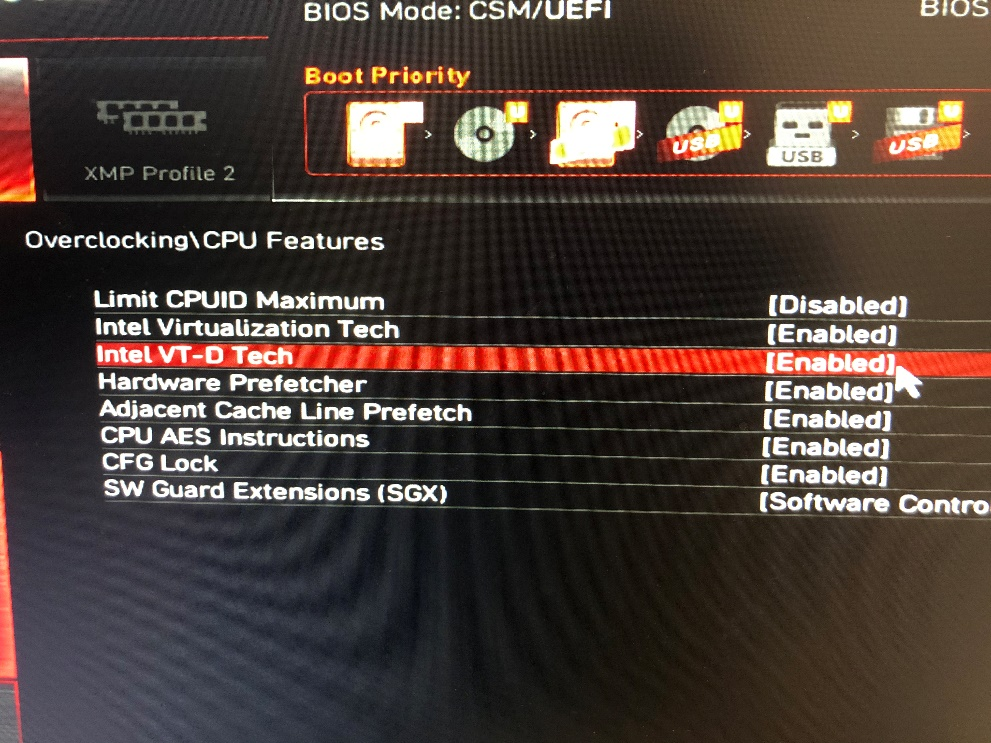 BIOS Mode: CSM/UEFI
BIOS
Boot Priority
U
U
U
U
USB
USB
USB
XMP Profile 2
Overclocking\CPU Features
Limit CPUID Maximum [Disabled]
Intel Virtualization Tech [Enabled]
Intel VT-D Tech [Enabled]
Hardware Prefetcher [Enabled]
Adjacent Cache Line Prefetch [Enabled]
CPU AES Instructions [Enabled]
CFG Lock [Enabled]
SW Guard Extensions (SGX) [Software Contro